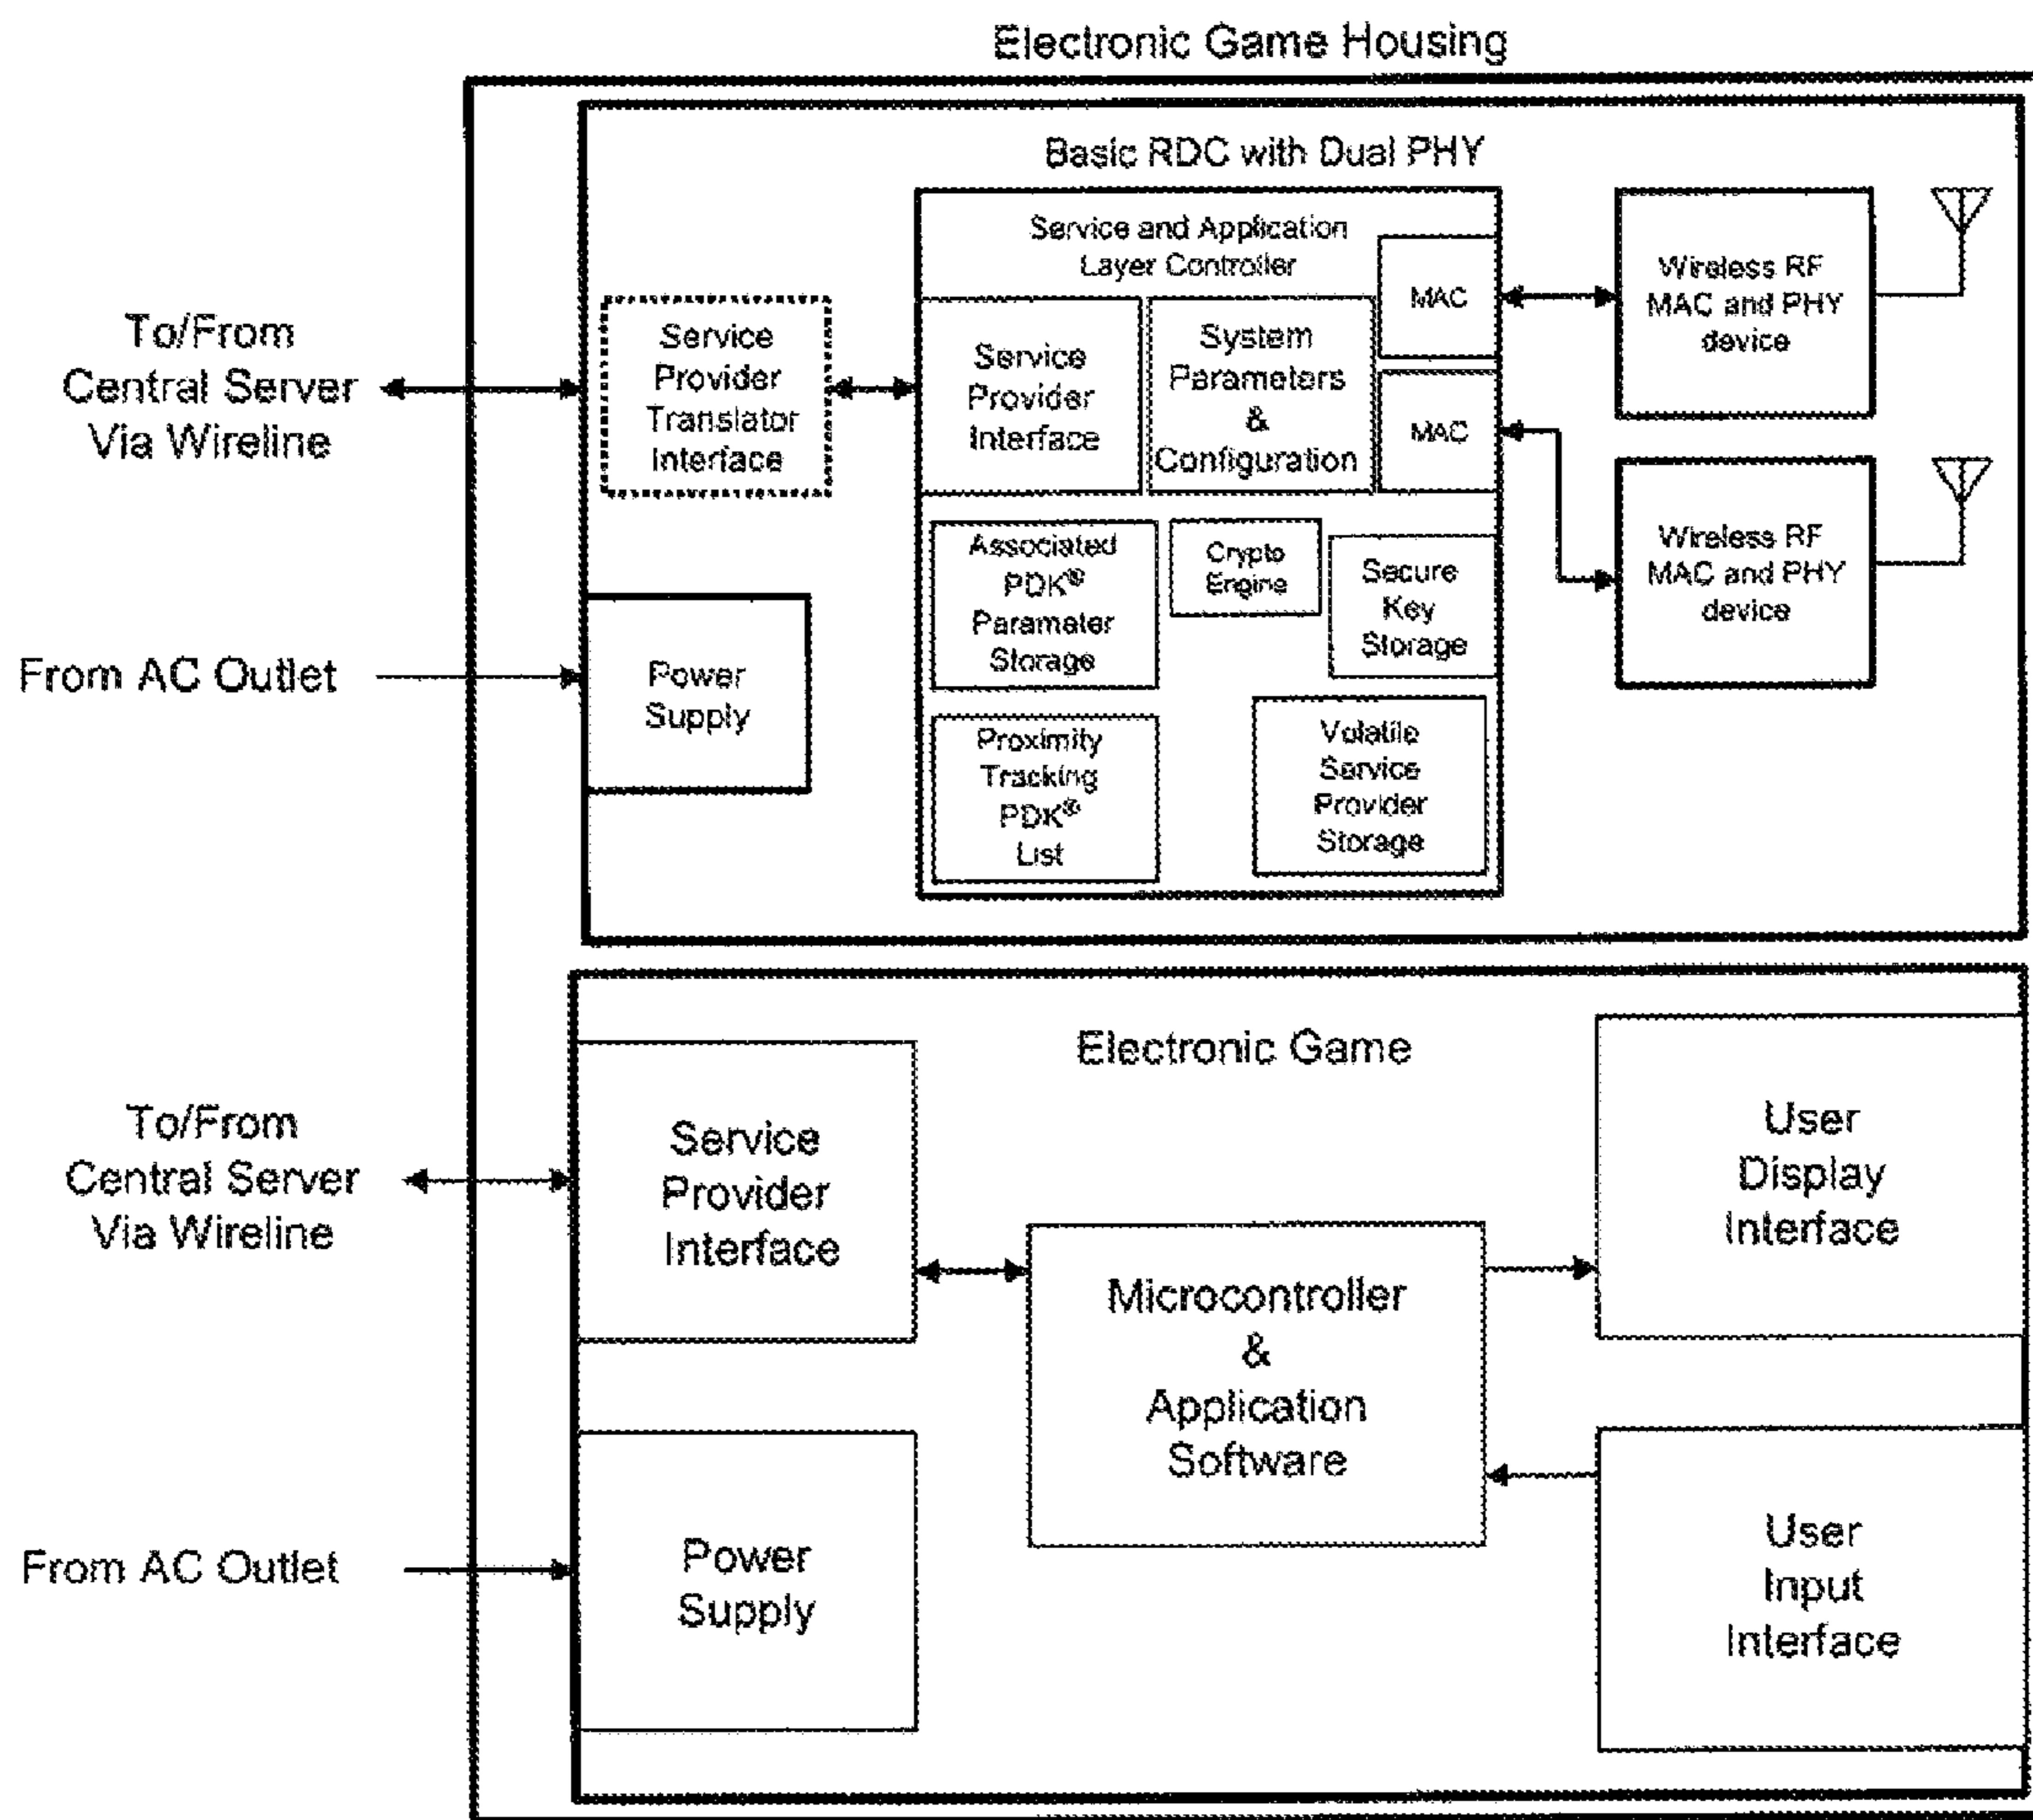 Electronic Game Housing
Basic RDC with Dual PHY
Service and Application
Layer Controller
To/From
Central Server
Via Wireline
Service
Provider
Translator
Interface
Service
Provider
Interface
System
Parameters
&
Configuration
MAC
MAC
Wireless RF
MAC and PHY
device
Wireless RF
MAC and PHY
device
Associated
PDK®
Parameter
Storage
Crypto
Engine
Secure
Key
Storage
From AC Outlet
Power
Supply
Proximity
Tracking
PDK®
List
Volatile
Service
Provider
Storage
Electronic Game
To/From
Central Server
Via Wireline
Service
Provider
Interface
User
Display
Interface
Microcontroller
&
Application
Software
From AC Outlet
Power
Supply
User
Input
Interface